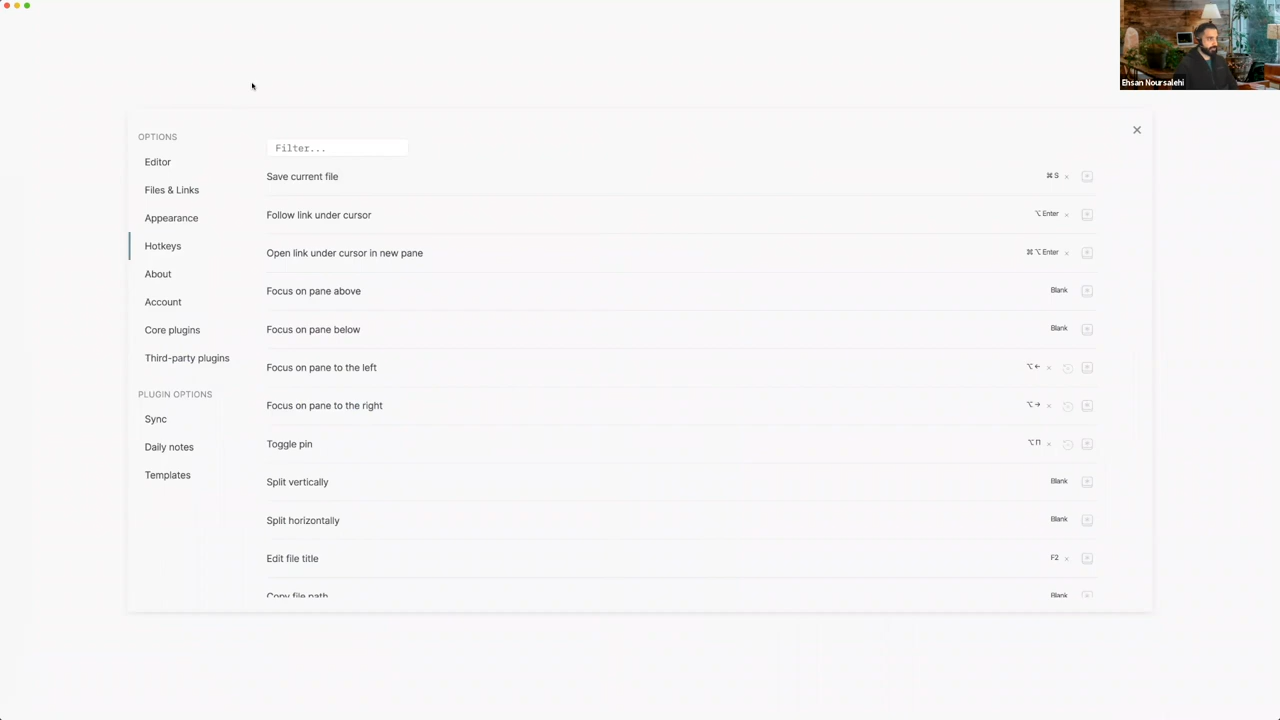 Ehsan Noursalehi
OPTIONS
Editor
Files & Links
Appearance
Hotkeys
About
Account
Core plugins
Third-party plugins
PLUGIN OPTIONS
Sync
Daily notes
Templates
Filter...
Save current file ⌘ S
Follow link under cursor ⌥ Enter
Open link under cursor in new pane ⌘ ⌥ Enter
Focus on pane above Blank
Focus on pane below Blank
Focus on pane to the left ⌥ ←
Focus on pane to the right ⌥ →
Toggle pin ⌥ Π
Split vertically Blank
Split horizontally Blank
Edit file title F2
Copy file path Blank